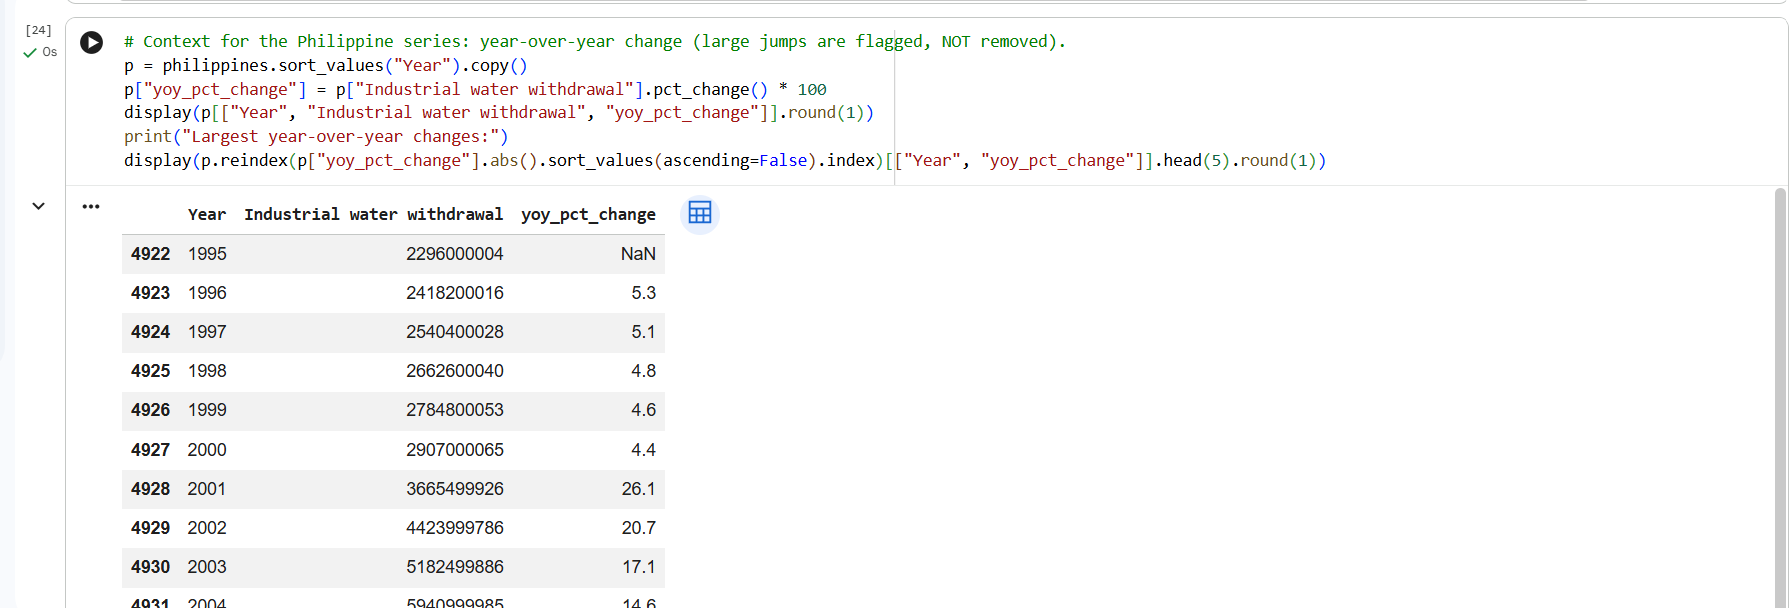 [24]
0s
# Context for the Philippine series: year-over-year change (large jumps are flagged, NOT removed).
p = philippines.sort_values("Year").copy()
p["yoy_pct_change"] = p["Industrial water withdrawal"].pct_change() * 100
display(p[["Year", "Industrial water withdrawal", "yoy_pct_change"]].round(1))
print("Largest year-over-year changes:")
display(p.reindex(p["yoy_pct_change"].abs().sort_values(ascending=False).index)[["Year", "yoy_pct_change"]].head(5).round(1))
Year Industrial water withdrawal yoy_pct_change
4922 1995 2296000004 NaN
4923 1996 2418200016 5.3
4924 1997 2540400028 5.1
4925 1998 2662600040 4.8
4926 1999 2784800053 4.6
4927 2000 2907000065 4.4
4928 2001 3665499926 26.1
4929 2002 4423999786 20.7
4930 2003 5182499886 17.1
4931 2004 5940999985 14.6